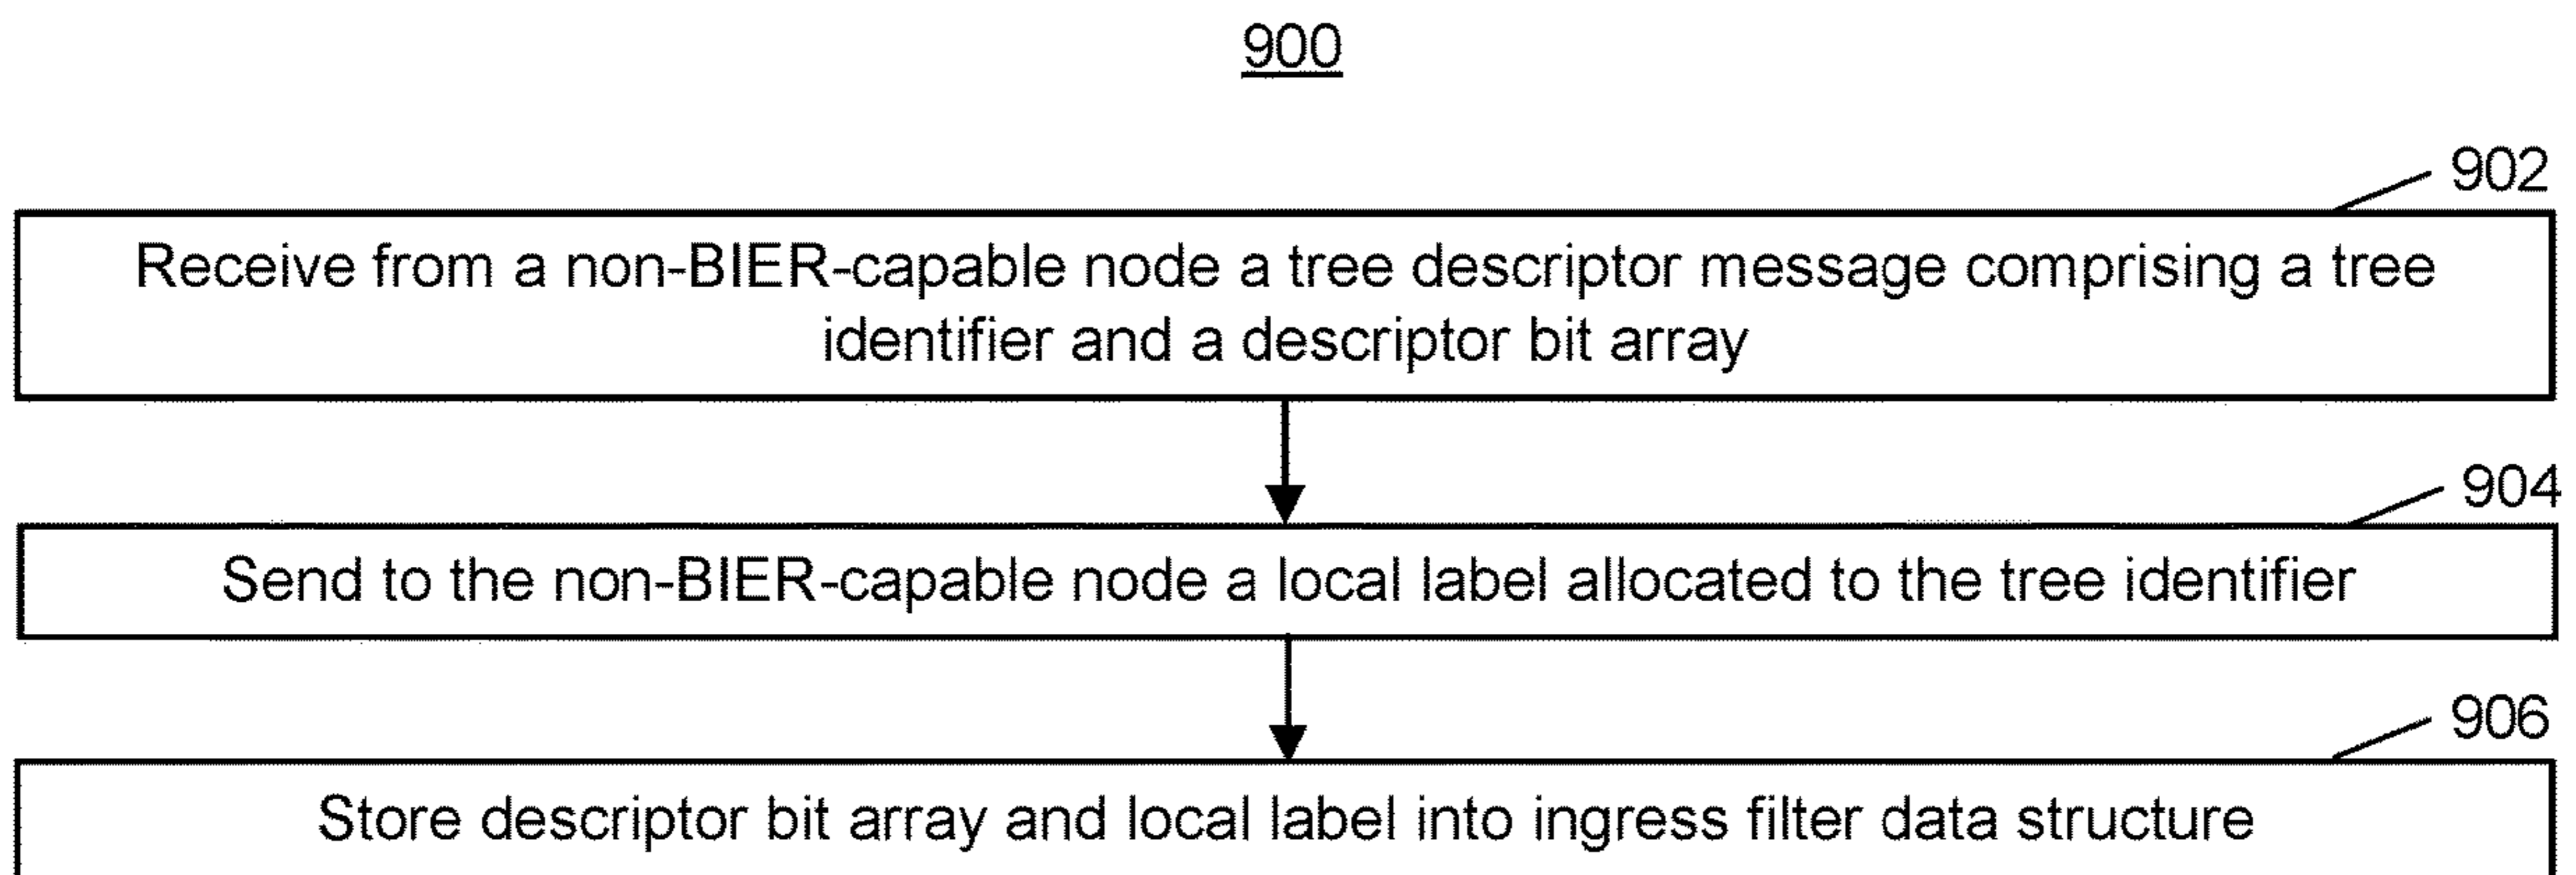 900
902
Receive from a non-BIER-capable node a tree descriptor message comprising a tree
identifier and a descriptor bit array
904
Send to the non-BIER-capable node a local label allocated to the tree identifier
906
Store descriptor bit array and local label into ingress filter data structure